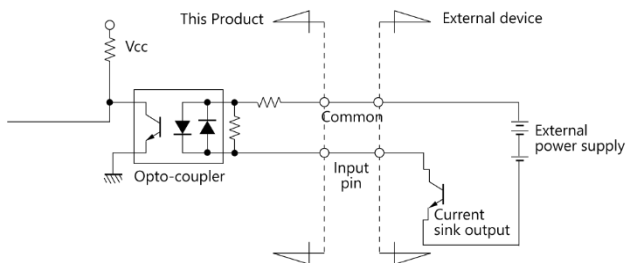 This Product
External device
Vcc
Common
External
power supply
Input
pin
Opto-coupler
Current
sink output